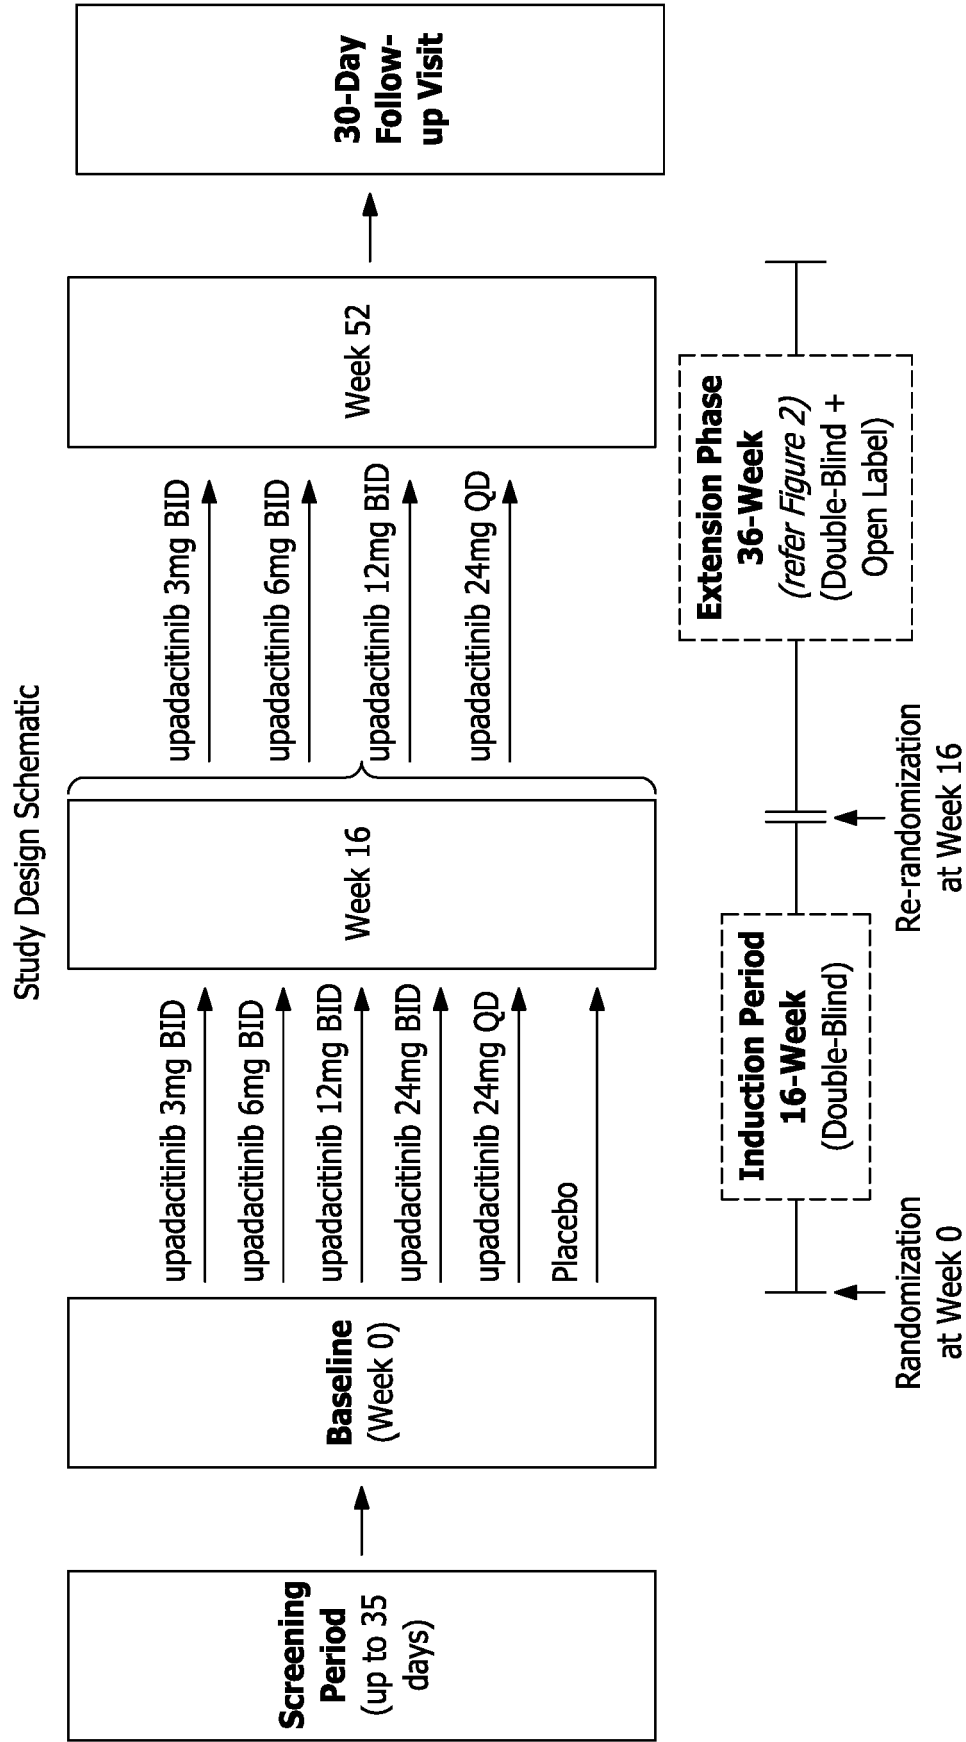 Study Design Schematic
Screening
Period
(up to 35
days)
Baseline
(Week 0)
upadacitinib 3mg BID
upadacitinib 6mg BID
upadacitinib 12mg BID
upadacitinib 24mg BID
upadacitinib 24mg QD
Placebo
Week 16
upadacitinib 3mg BID
upadacitinib 6mg BID
upadacitinib 12mg BID
upadacitinib 24mg QD
Week 52
30-Day
Follow-
up Visit
Induction Period
16-Week
(Double-Blind)
Extension Phase
36-Week
(refer Figure 2)
(Double-Blind +
Open Label)
Randomization
at Week 0
Re-randomization
at Week 16